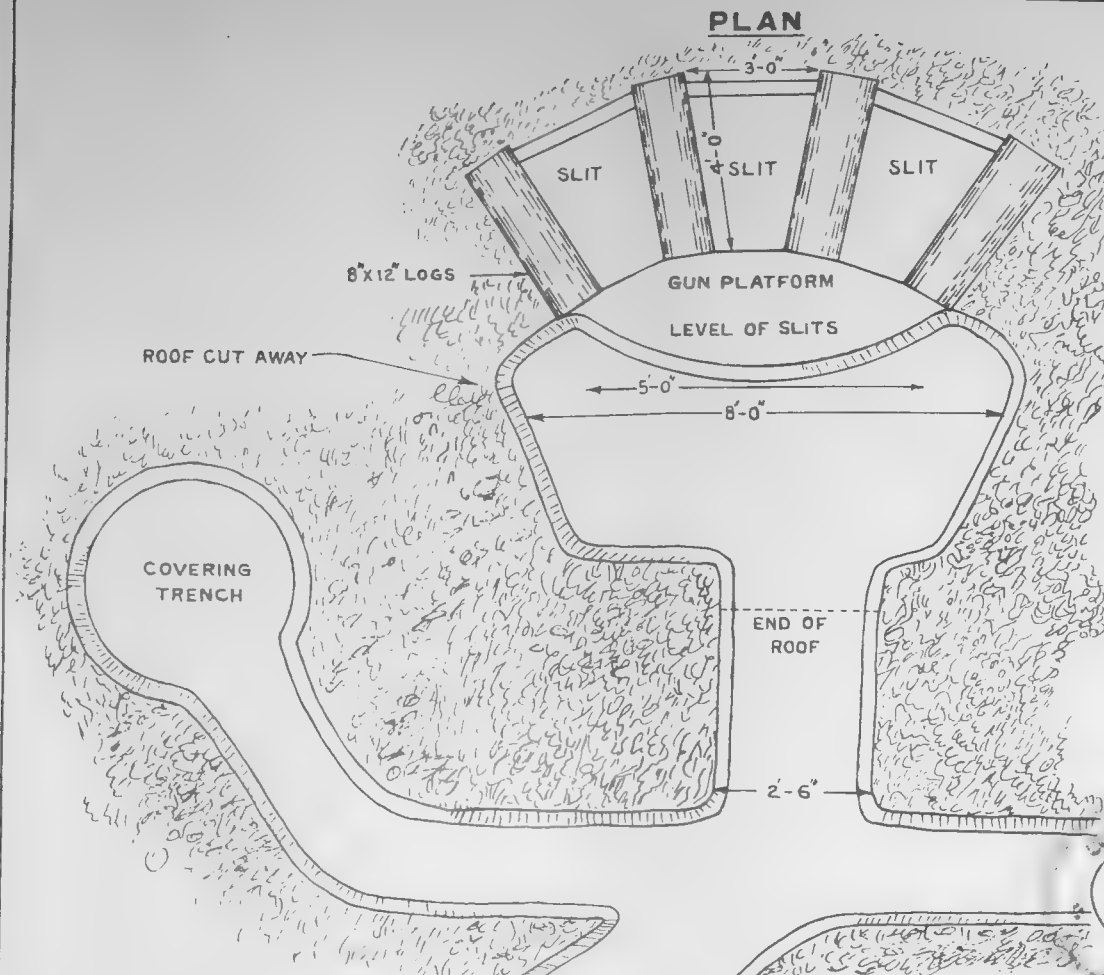 PLAN
3'-0"
4'-0"
SLIT
SLIT
SLIT
8"X12" LOGS
GUN PLATFORM
LEVEL OF SLITS
ROOF CUT AWAY
5'-0"
8'-0"
COVERING
TRENCH
END OF
ROOF
2'-6"